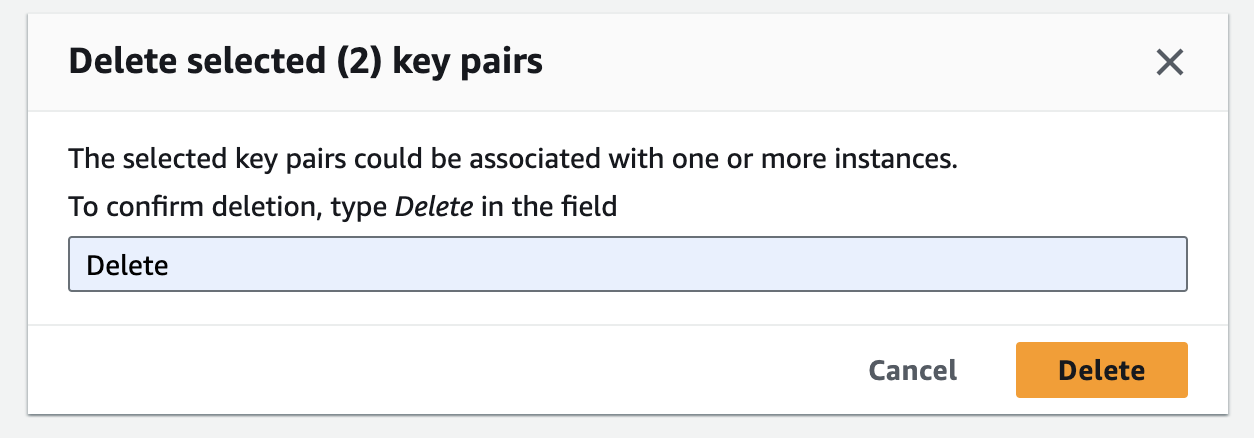 Delete selected (2) key pairs
The selected key pairs could be associated with one or more instances.
To confirm deletion, type Delete in the field
Delete
Cancel
Delete